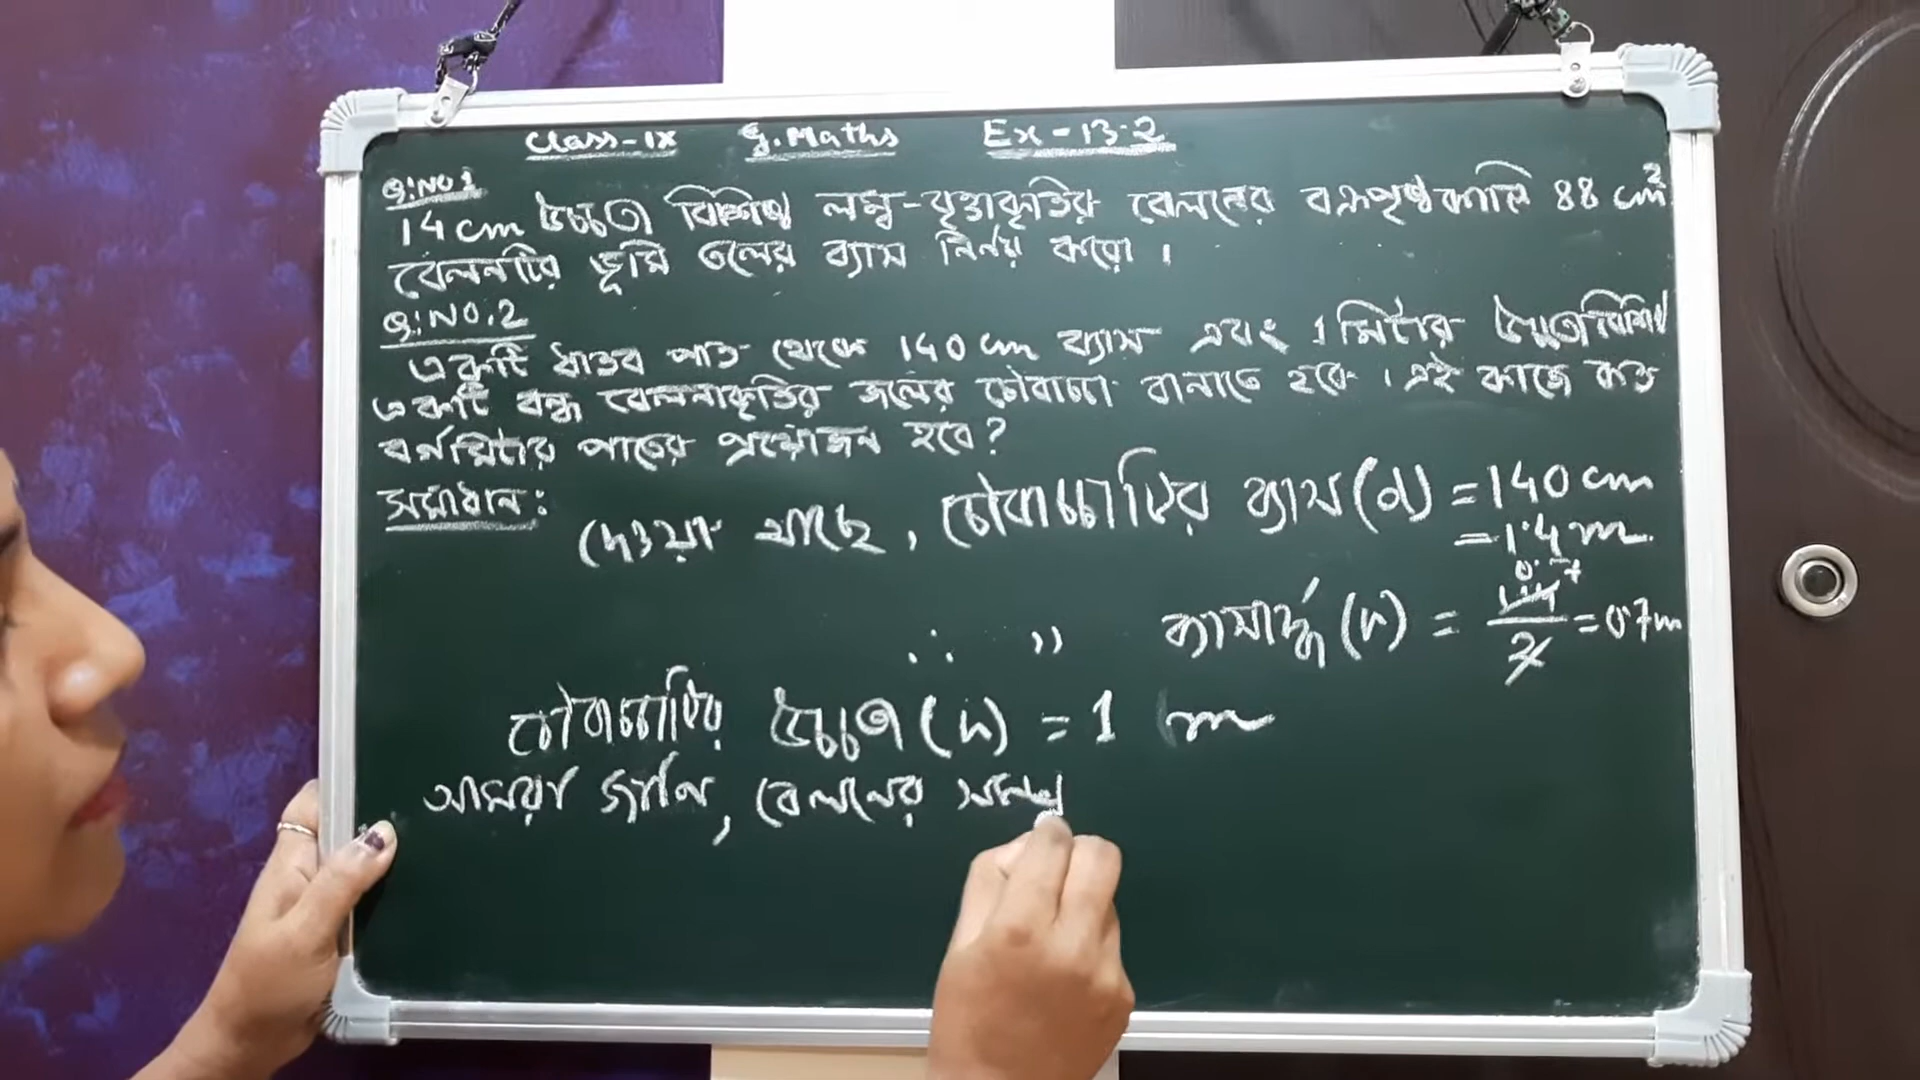 Class-IX G.Maths Ex-13.2
Q:NO 1
14 cm উচ্চতা বিশিষ্ট লম্ব-বৃত্তাকৃতির বেলনের বক্রপৃষ্ঠকালি 88 cm²
বেলনটির ভূমি তলের ব্যাস নির্ণয় করো।
Q:NO.2
একটি ধাতব পাত থেকে 140 cm ব্যাস এবং 1 মিটার উচ্চতাবিশিষ্ট
একটি বন্ধ বেলনাকৃতির জলের চৌবাচ্চা বানাতে হবে। এই কাজে কত
বর্গমিটার পাতের প্রয়োজন হবে?
সমাধান: দেওয়া আছে, চৌবাচ্চাটির ব্যাস (d) = 140 cm
= 1.4 m
0.7
∴ " ব্যাসার্দ্ধ (r) = 1.4/2 = 0.7m
চৌবাচ্চাটির উচ্চতা (h) = 1 m
আমরা জানি, বেলনের